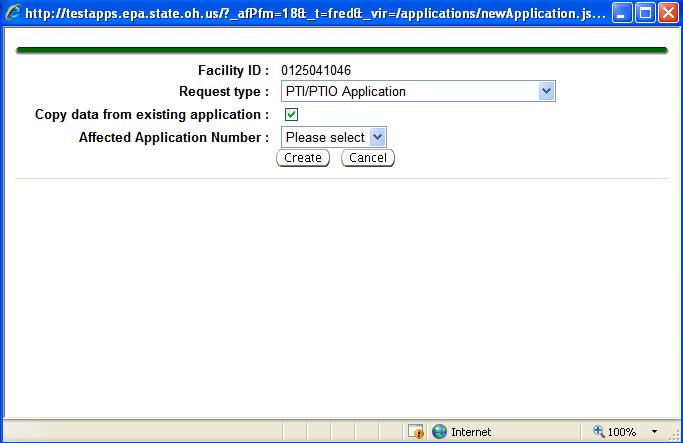 http://testapps.epa.state.oh.us/?_afPfm=18&_t=fred&_vir=/applications/newApplication.js...
Facility ID : 0125041046
Request type : PTI/PTIO Application
Copy data from existing application :
Affected Application Number : Please select
Create Cancel
Internet 100%